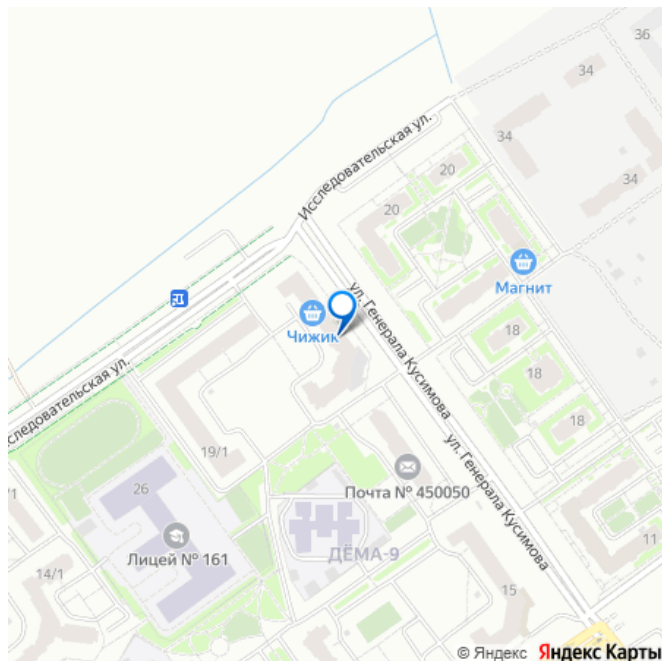 36
34
34
34
Исследовательская ул.
20
20
Магнит
ул. Генерала Кусимова
Чижик
18
18
18
Исследовательская ул.
19/1
ул. Генерала Кусимова
Почта № 450050
26
Лицей № 161
ДЁМА-9
11
/1
14/1
15
© Яндекс Яндекс Карты